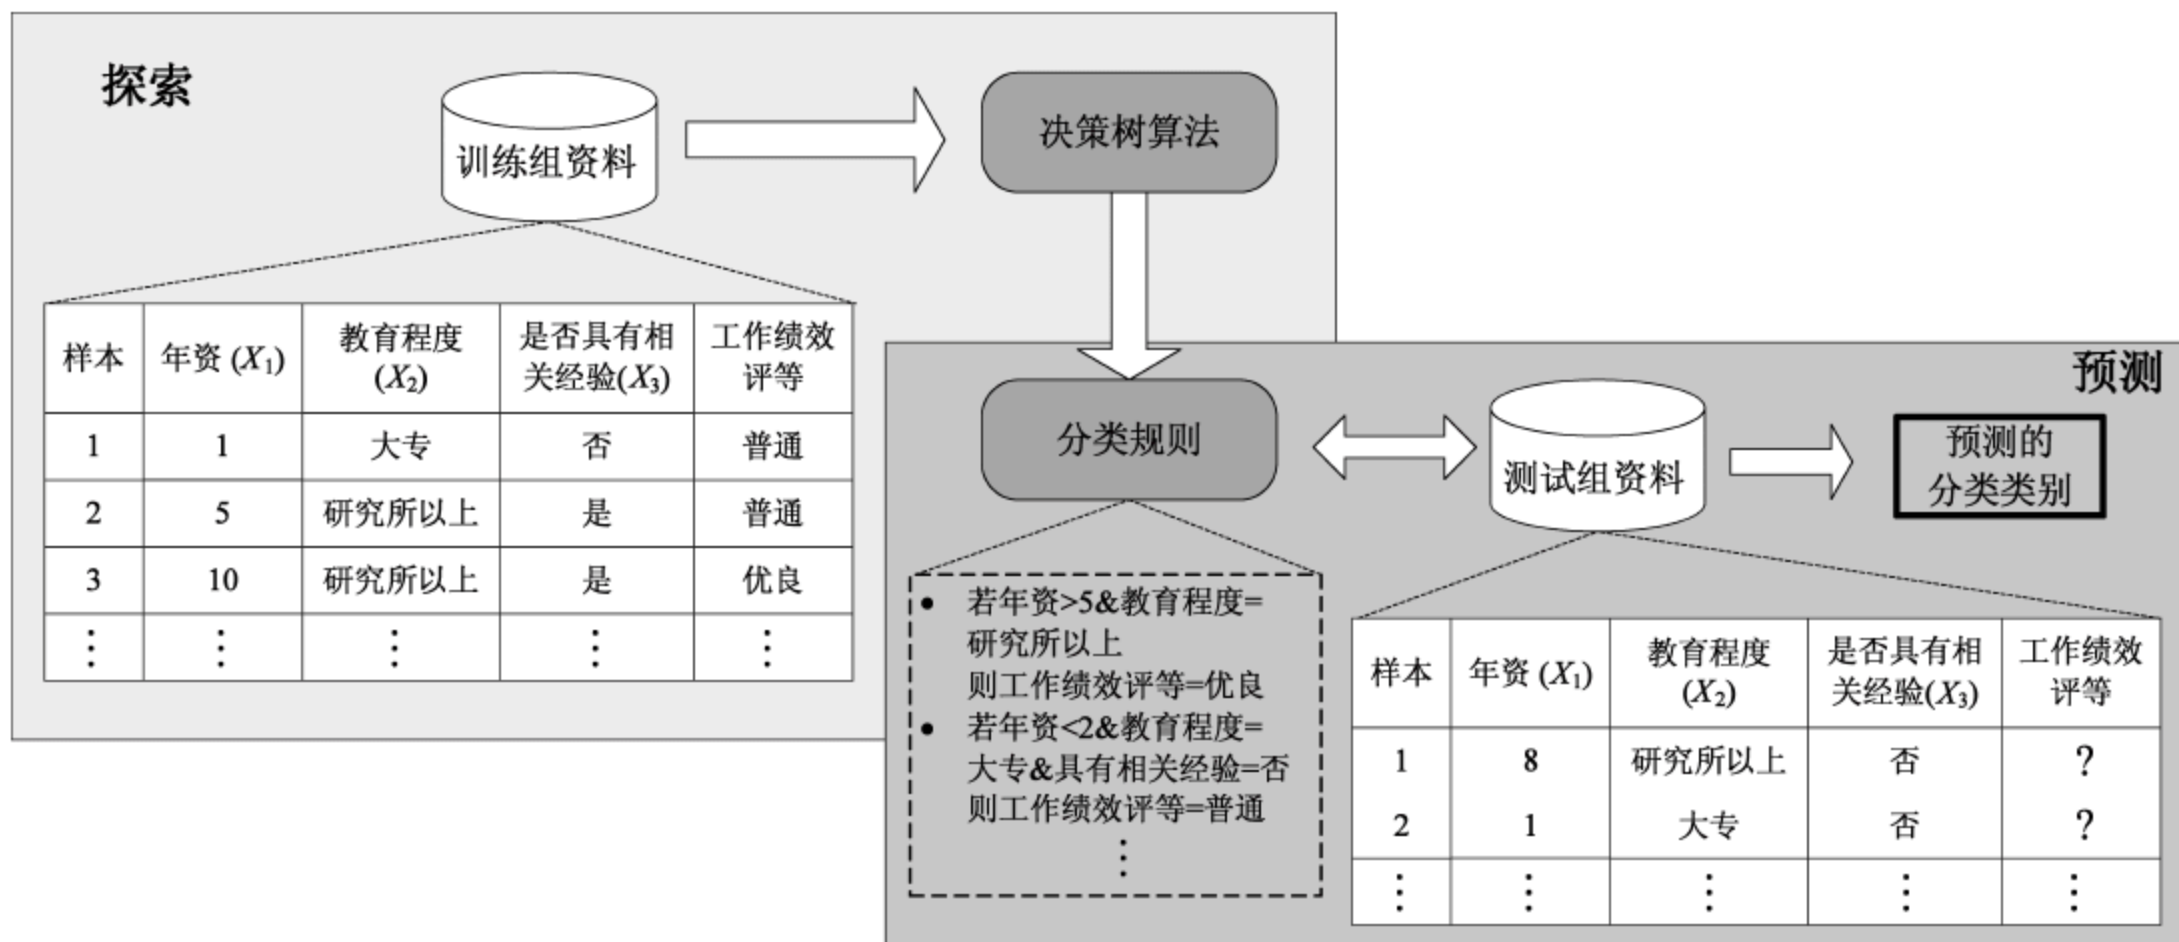 探索
训练组资料
决策树算法
样本 年资 (X1) 教育程度 (X2) 是否具有相关经验(X3) 工作绩效评等
1 1 大专 否 普通
2 5 研究所以上 是 普通
3 10 研究所以上 是 优良
⋮ ⋮ ⋮ ⋮ ⋮
预测
分类规则
测试组资料
预测的
分类类别
• 若年资>5&教育程度=
研究所以上
则工作绩效评等=优良
• 若年资<2&教育程度=
大专&具有相关经验=否
则工作绩效评等=普通
⋮
样本 年资 (X1) 教育程度 (X2) 是否具有相关经验(X3) 工作绩效评等
1 8 研究所以上 否 ?
2 1 大专 否 ?
⋮ ⋮ ⋮ ⋮ ⋮